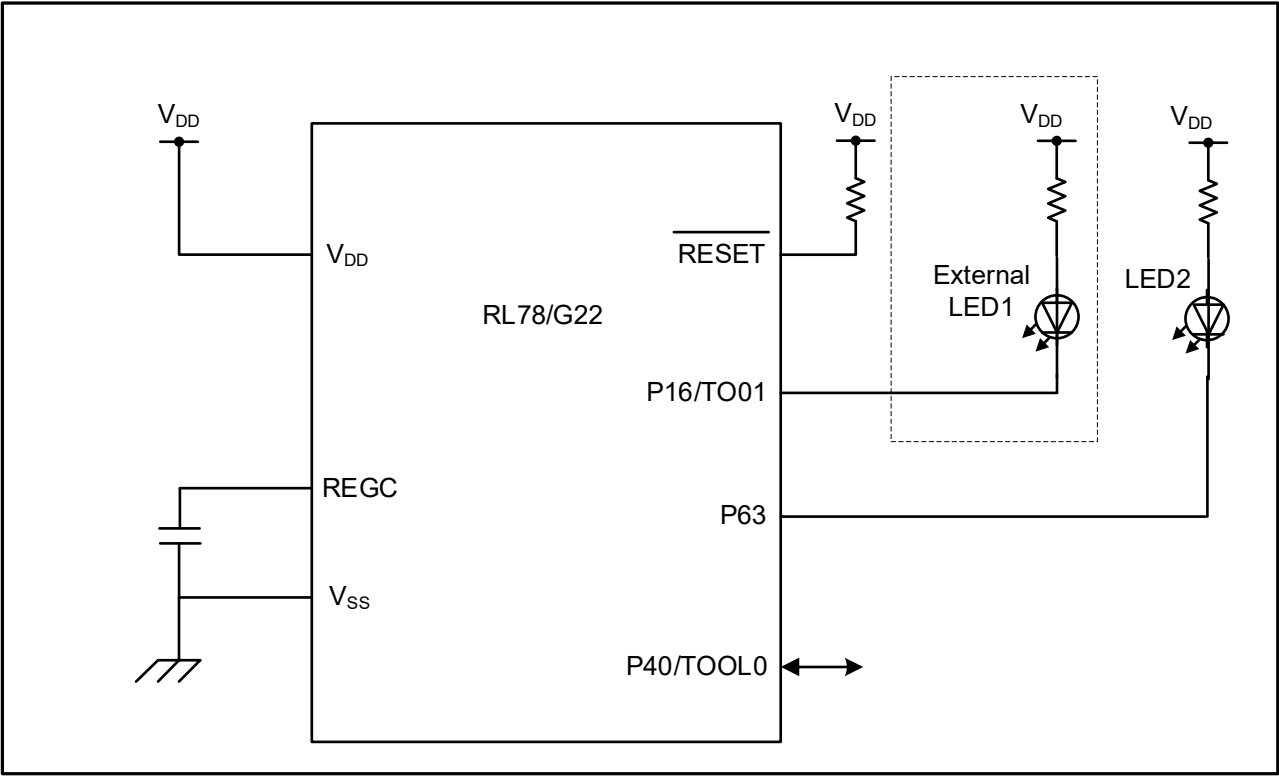 VDD
VDD
VDD
VDD
VDD
RESET
External
LED1
LED2
RL78/G22
P16/TO01
REGC
P63
VSS
P40/TOOL0